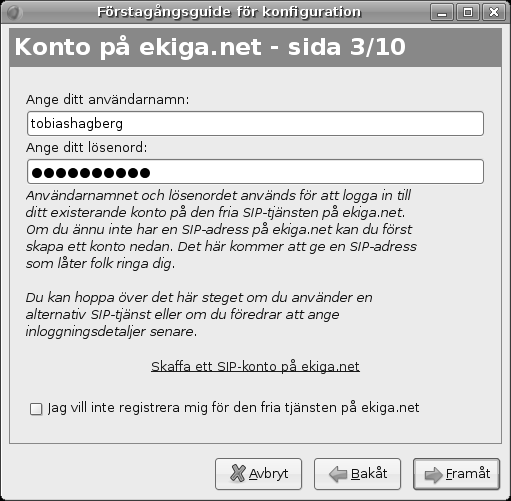 Förstagångsguide för konfiguration
Konto på ekiga.net - sida 3/10
Ange ditt användarnamn:
tobiashagberg
Ange ditt lösenord:
●●●●●●●●●●
Användarnamnet och lösenordet används för att logga in till
ditt existerande konto på den fria SIP-tjänsten på ekiga.net.
Om du ännu inte har en SIP-adress på ekiga.net kan du först
skapa ett konto nedan. Det här kommer att ge en SIP-adress
som låter folk ringa dig.
Du kan hoppa över det här steget om du använder en
alternativ SIP-tjänst eller om du föredrar att ange
inloggningsdetaljer senare.
Skaffa ett SIP-konto på ekiga.net
Jag vill inte registrera mig för den fria tjänsten på ekiga.net
Avbryt
Bakåt
Framåt